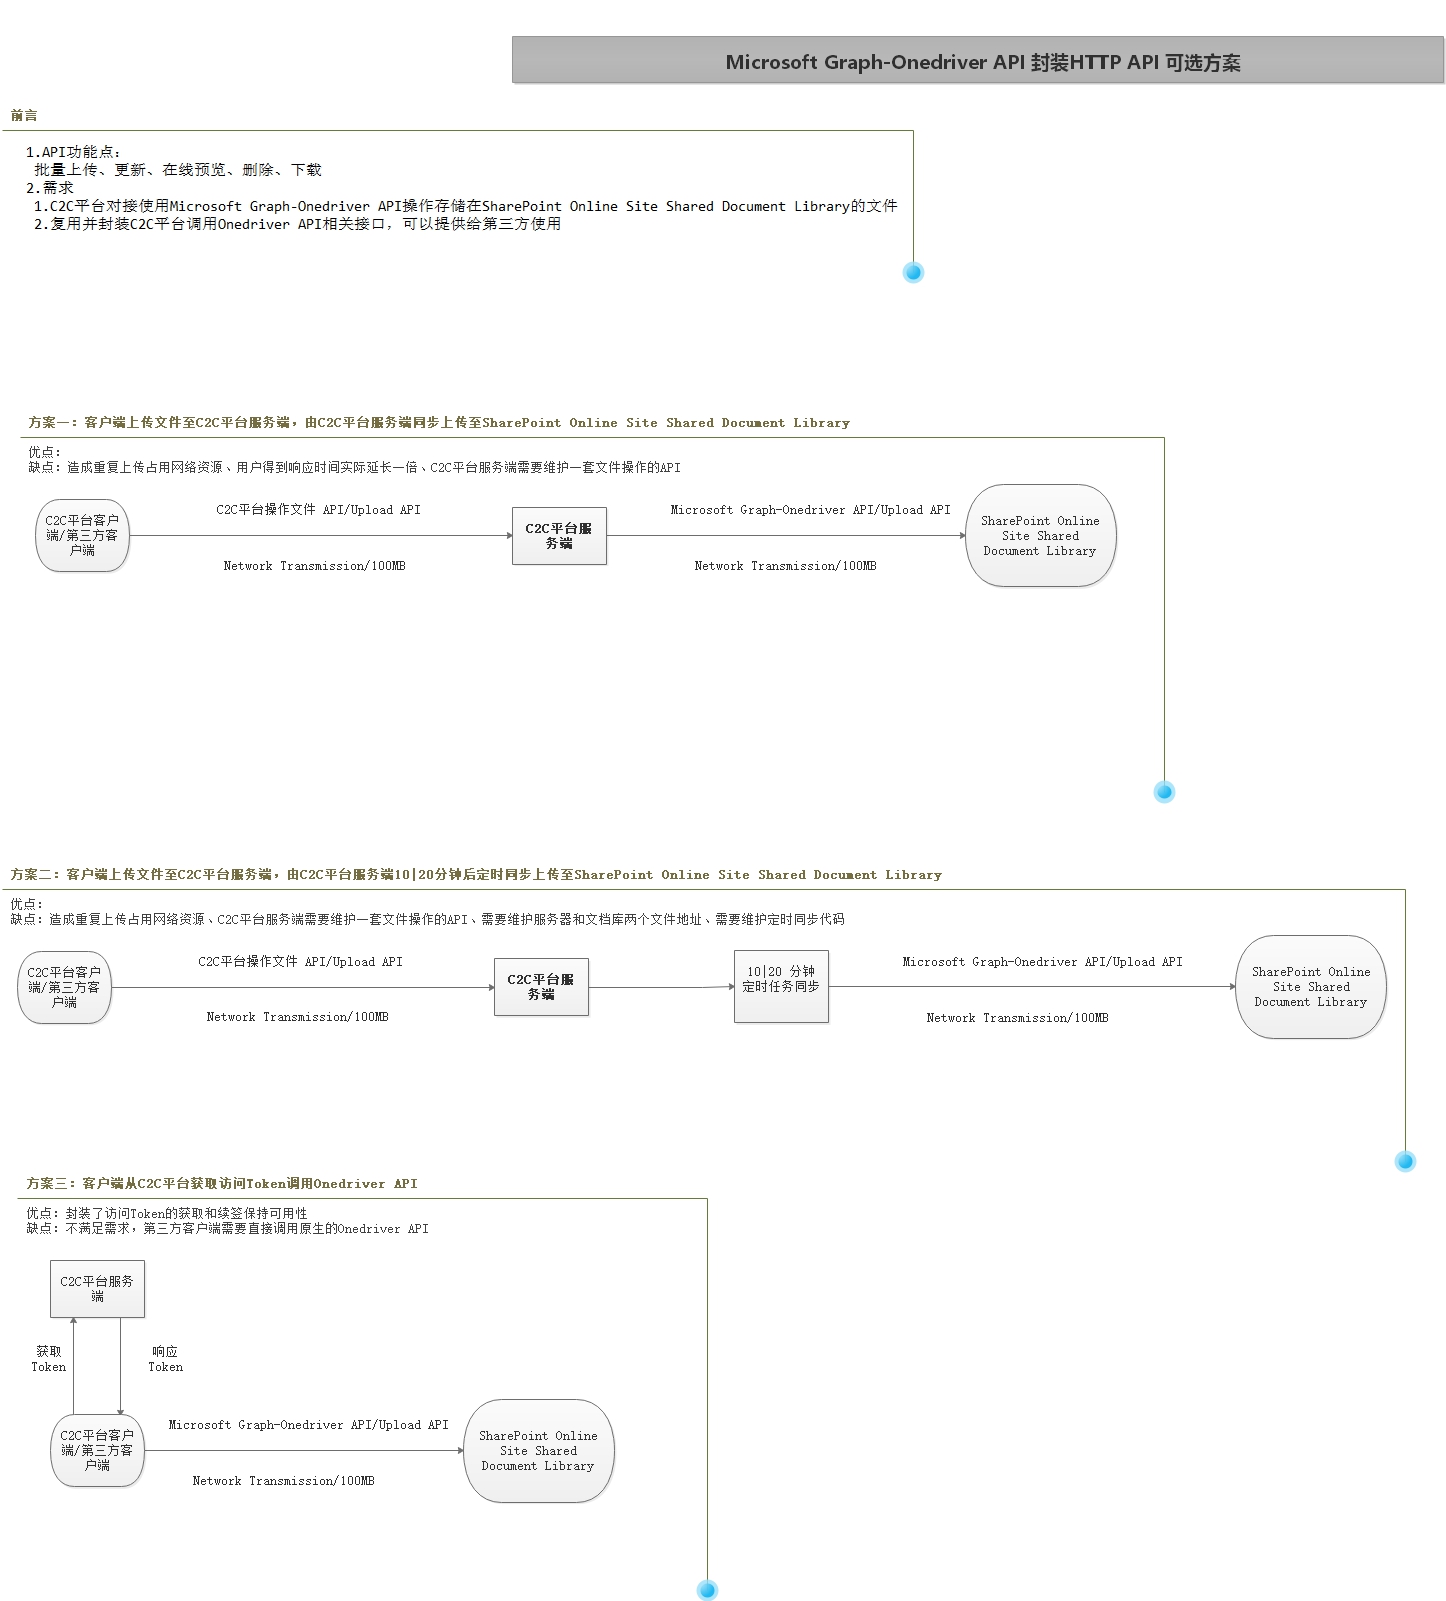 Microsoft Graph-Onedriver API 封装HTTP API 可选方案
前言
1.API功能点：
批量上传、更新、在线预览、删除、下载
2.需求
1.C2C平台对接使用Microsoft Graph-Onedriver API操作存储在SharePoint Online Site Shared Document Library的文件
2.复用并封装C2C平台调用Onedriver API相关接口，可以提供给第三方使用
方案一：客户端上传文件至C2C平台服务端，由C2C平台服务端同步上传至SharePoint Online Site Shared Document Library
优点：
缺点：造成重复上传占用网络资源、用户得到响应时间实际延长一倍、C2C平台服务端需要维护一套文件操作的API
C2C平台客户
端/第三方客
户端
C2C平台操作文件 API/Upload API
Network Transmission/100MB
C2C平台服
务端
Microsoft Graph-Onedriver API/Upload API
Network Transmission/100MB
SharePoint Online
Site Shared
Document Library
方案二：客户端上传文件至C2C平台服务端，由C2C平台服务端10|20分钟后定时同步上传至SharePoint Online Site Shared Document Library
优点：
缺点：造成重复上传占用网络资源、C2C平台服务端需要维护一套文件操作的API、需要维护服务器和文档库两个文件地址、需要维护定时同步代码
C2C平台客户
端/第三方客
户端
C2C平台操作文件 API/Upload API
Network Transmission/100MB
C2C平台服
务端
10|20 分钟
定时任务同步
Microsoft Graph-Onedriver API/Upload API
Network Transmission/100MB
SharePoint Online
Site Shared
Document Library
方案三：客户端从C2C平台获取访问Token调用Onedriver API
优点：封装了访问Token的获取和续签保持可用性
缺点：不满足需求，第三方客户端需要直接调用原生的Onedriver API
C2C平台服务
端
获取
Token
响应
Token
C2C平台客户
端/第三方客
户端
Microsoft Graph-Onedriver API/Upload API
Network Transmission/100MB
SharePoint Online
Site Shared
Document Library